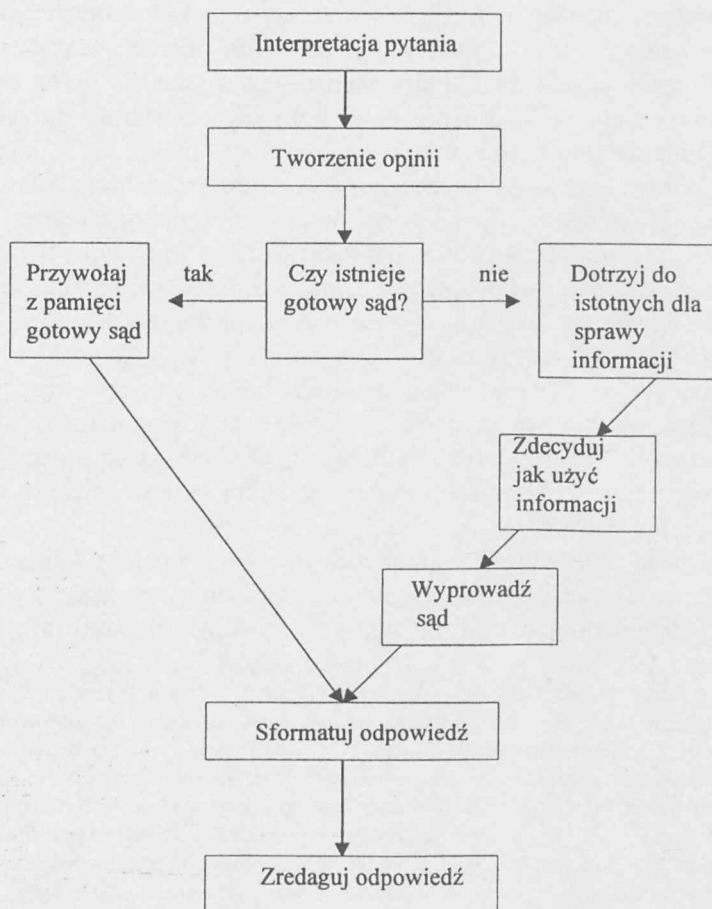 Interpretacja pytania
Tworzenie opinii
Przywołaj
z pamięci
gotowy sąd
tak
Czy istnieje
gotowy sąd?
nie
Dotrzyj do
istotnych dla
sprawy
informacji
Zdecyduj
jak użyć
informacji
Wyprowadź
sąd
Sformatuj odpowiedź
Zredaguj odpowiedź